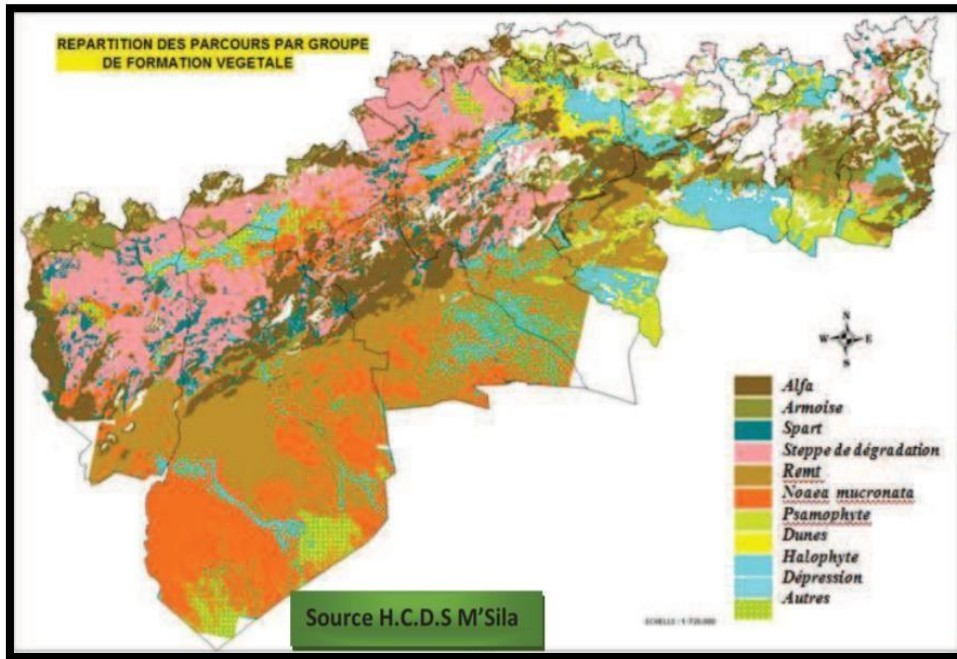 REPARTITION DES PARCOURS PAR GROUPE
DE FORMATION VEGETALE
N
W E
S
Alfa
Armoise
Spart
Steppe de dégradation
Remt
Noaea mucronata
Psamophyte
Dunes
Halophyte
Dépression
Autres
Source H.C.D.S M'Sila
ECHELLE :